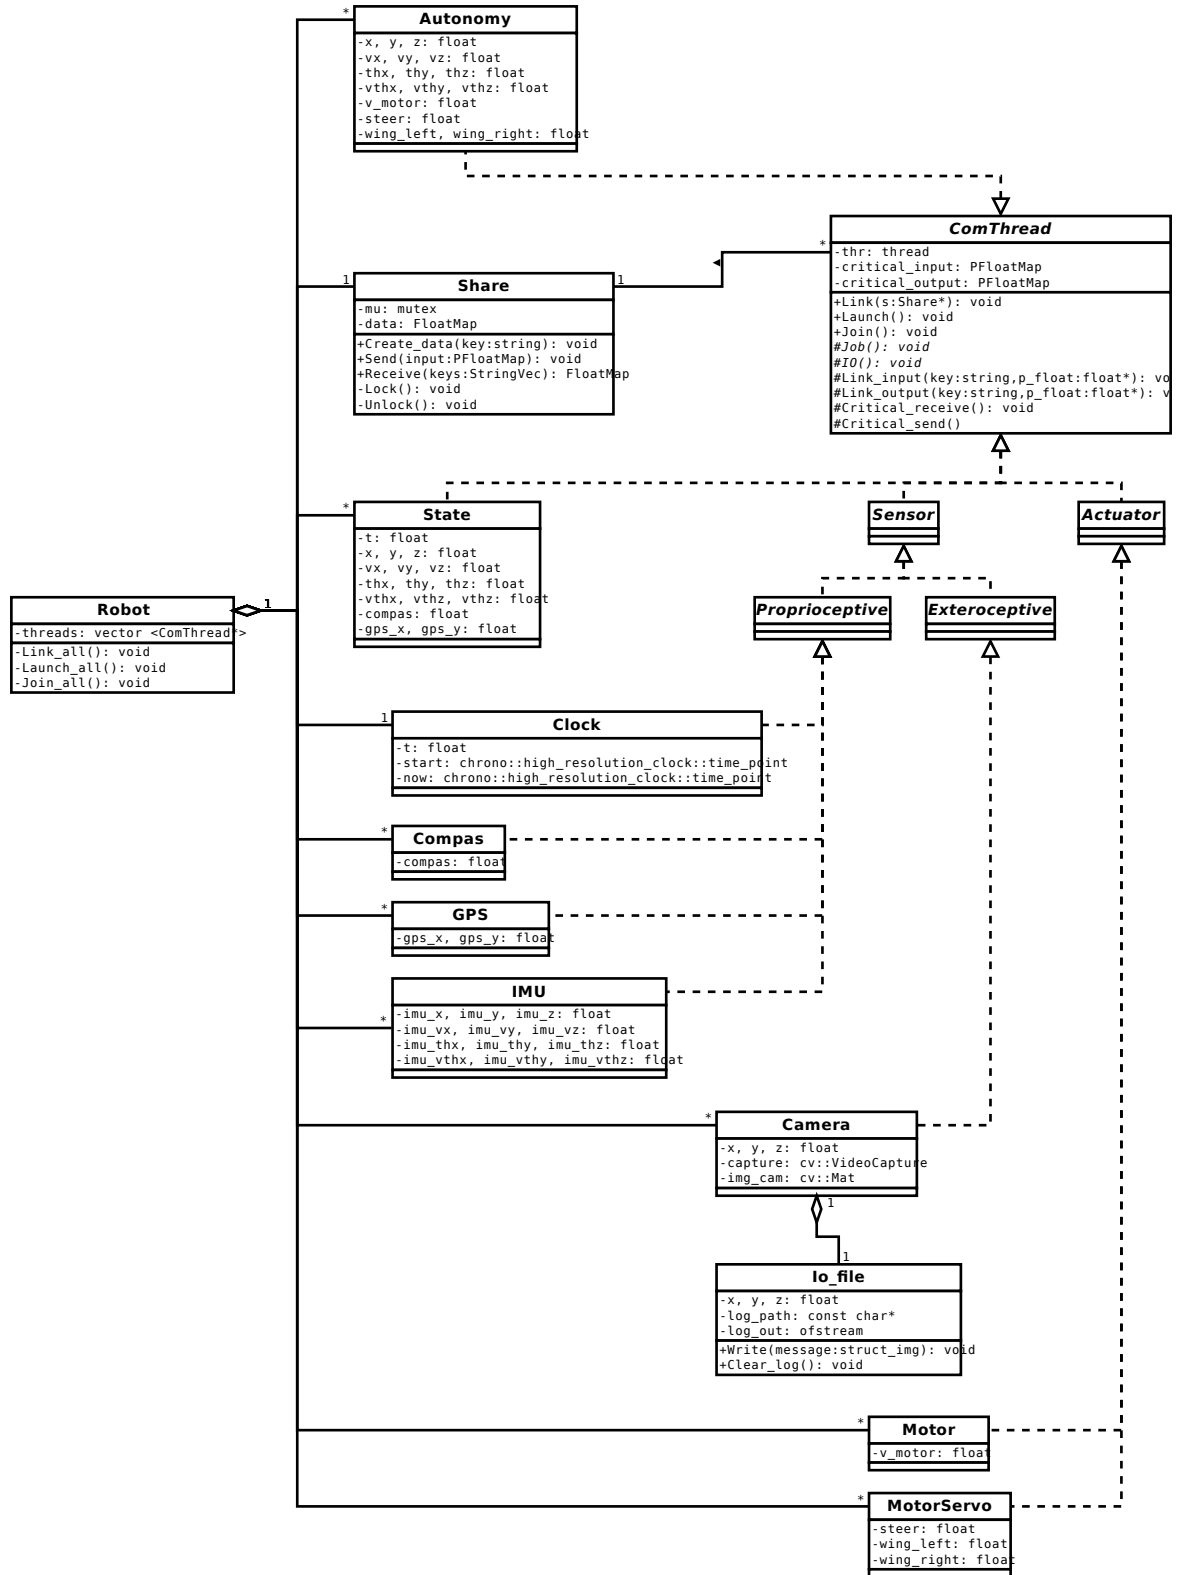 *
Autonomy
-x, y, z: float
-vx, vy, vz: float
-thx, thy, thz: float
-vthx, vthy, vthz: float
-v_motor: float
-steer: float
-wing_left, wing_right: float
ComThread
*
-thr: thread
-critical_input: PFloatMap
-critical_output: PFloatMap
+Link(s:Share*): void
+Launch(): void
+Join(): void
#Job(): void
#IO(): void
#Link_input(key:string,p_float:float*): vo
#Link_output(key:string,p_float:float*): v
#Critical_receive(): void
#Critical_send()
1
Share
1
-mu: mutex
-data: FloatMap
+Create_data(key:string): void
+Send(input:PFloatMap): void
+Receive(keys:StringVec): FloatMap
-Lock(): void
-Unlock(): void
*
State
-t: float
-x, y, z: float
-vx, vy, vz: float
-thx, thy, thz: float
-vthx, vthz, vthz: float
-compas: float
-gps_x, gps_y: float
Sensor
Actuator
Proprioceptive
Exteroceptive
Robot
1
-threads: vector <ComThread*>
-Link_all(): void
-Launch_all(): void
-Join_all(): void
1
Clock
-t: float
-start: chrono::high_resolution_clock::time_point
-now: chrono::high_resolution_clock::time_point
*
Compas
-compas: float
*
GPS
-gps_x, gps_y: float
*
IMU
-imu_x, imu_y, imu_z: float
-imu_vx, imu_vy, imu_vz: float
-imu_thx, imu_thy, imu_thz: float
-imu_vthx, imu_vthy, imu_vthz: float
*
Camera
-x, y, z: float
-capture: cv::VideoCapture
-img_cam: cv::Mat
1
1
Io_file
-x, y, z: float
-log_path: const char*
-log_out: ofstream
+Write(message:struct_img): void
+Clear_log(): void
*
Motor
-v_motor: float
*
MotorServo
-steer: float
-wing_left: float
-wing_right: float